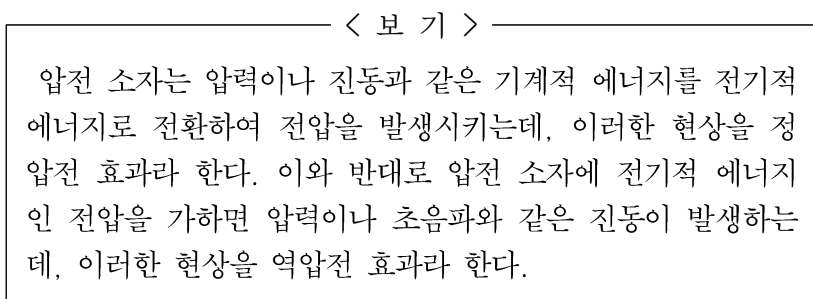 < 보 기 >
압전 소자는 압력이나 진동과 같은 기계적 에너지를 전기적
에너지로 전환하여 전압을 발생시키는데, 이러한 현상을 정
압전 효과라 한다. 이와 반대로 압전 소자에 전기적 에너지
인 전압을 가하면 압력이나 초음파와 같은 진동이 발생하는
데, 이러한 현상을 역압전 효과라 한다.